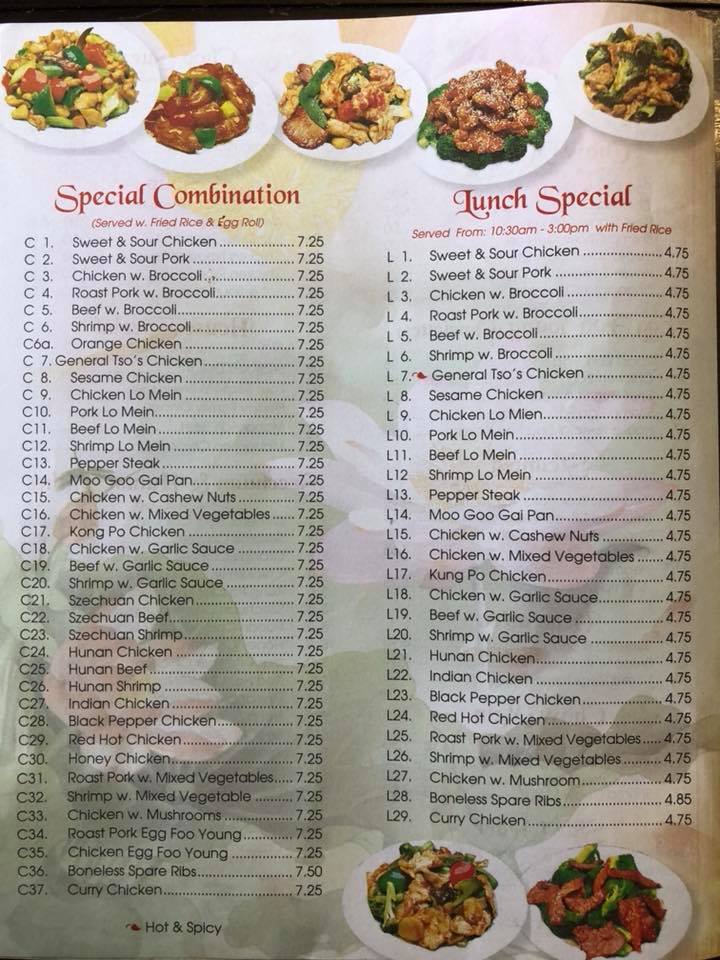 Special Combination
(Served w. Fried Rice & Egg Roll)
C 1. Sweet & Sour Chicken 7.25
C 2. Sweet & Sour Pork 7.25
C 3. Chicken w. Broccoli 7.25
C 4. Roast Pork w. Broccoli 7.25
C 5. Beef w. Broccoli 7.25
C 6. Shrimp w. Broccoli 7.25
C6a. Orange Chicken 7.25
C 7. General Tso's Chicken 7.25
C 8. Sesame Chicken 7.25
C 9. Chicken Lo Mein 7.25
C10. Pork Lo Mein 7.25
C11. Beef Lo Mein 7.25
C12. Shrimp Lo Mein 7.25
C13. Pepper Steak 7.25
C14. Moo Goo Gai Pan 7.25
C15. Chicken w. Cashew Nuts 7.25
C16. Chicken w. Mixed Vegetables 7.25
C17. Kong Po Chicken 7.25
C18. Chicken w. Garlic Sauce 7.25
C19. Beef w. Garlic Sauce 7.25
C20. Shrimp w. Garlic Sauce 7.25
C21. Szechuan Chicken 7.25
C22. Szechuan Beef 7.25
C23. Szechuan Shrimp 7.25
C24. Hunan Chicken 7.25
C25. Hunan Beef 7.25
C26. Hunan Shrimp 7.25
C27. Indian Chicken 7.25
C28. Black Pepper Chicken 7.25
C29. Red Hot Chicken 7.25
C30. Honey Chicken 7.25
C31. Roast Pork w. Mixed Vegetables 7.25
C32. Shrimp w. Mixed Vegetable 7.25
C33. Chicken w. Mushrooms 7.25
C34. Roast Pork Egg Foo Young 7.25
C35. Chicken Egg Foo Young 7.25
C36. Boneless Spare Ribs 7.50
C37. Curry Chicken 7.25
Hot & Spicy
Lunch Special
Served From: 10:30am - 3:00pm with Fried Rice
L 1. Sweet & Sour Chicken 4.75
L 2. Sweet & Sour Pork 4.75
L 3. Chicken w. Broccoli 4.75
L 4. Roast Pork w. Broccoli 4.75
L 5. Beef w. Broccoli 4.75
L 6. Shrimp w. Broccoli 4.75
L 7. General Tso's Chicken 4.75
L 8. Sesame Chicken 4.75
L 9. Chicken Lo Mien 4.75
L10. Pork Lo Mein 4.75
L11. Beef Lo Mein 4.75
L12 Shrimp Lo Mein 4.75
L13. Pepper Steak 4.75
L14. Moo Goo Gai Pan 4.75
L15. Chicken w. Cashew Nuts 4.75
L16. Chicken w. Mixed Vegetables 4.75
L17. Kung Po Chicken 4.75
L18. Chicken w. Garlic Sauce 4.75
L19. Beef w. Garlic Sauce 4.75
L20. Shrimp w. Garlic Sauce 4.75
L21. Hunan Chicken 4.75
L22. Indian Chicken 4.75
L23. Black Pepper Chicken 4.75
L24. Red Hot Chicken 4.75
L25. Roast Pork w. Mixed Vegetables 4.75
L26. Shrimp w. Mixed Vegetables 4.75
L27. Chicken w. Mushroom 4.75
L28. Boneless Spare Ribs 4.85
L29. Curry Chicken 4.75